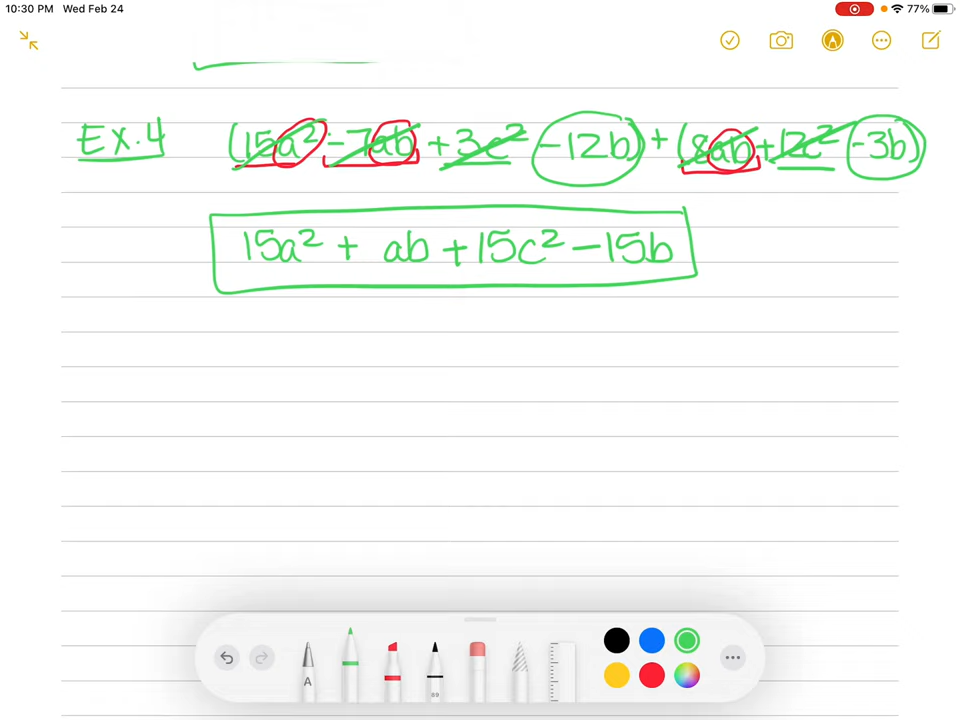 10:30 PM Wed Feb 24
77%
EX.4 (15a² - 7ab + 3c² - 12b) + (8ab + 12c² - 3b)
15a² + ab + 15c² - 15b
A
89